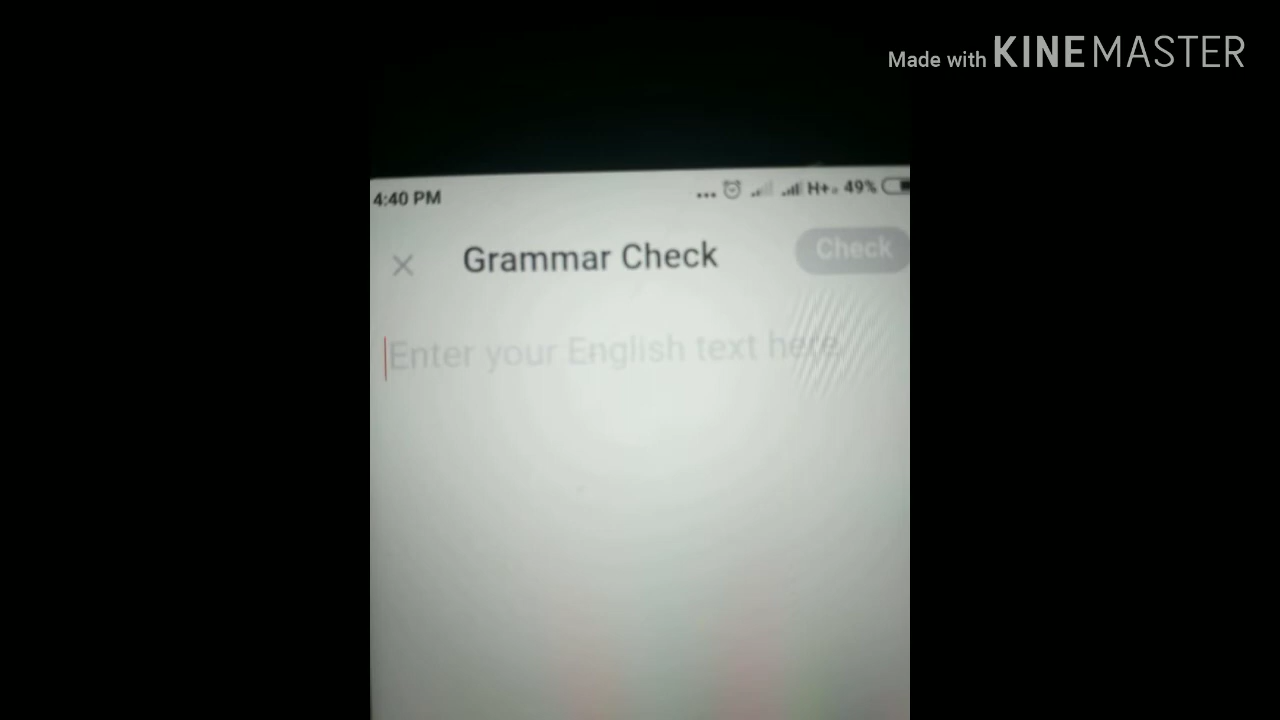 Made with KINEMASTER
4:40 PM ... H+ 49%
Grammar Check Check
Enter your English text here